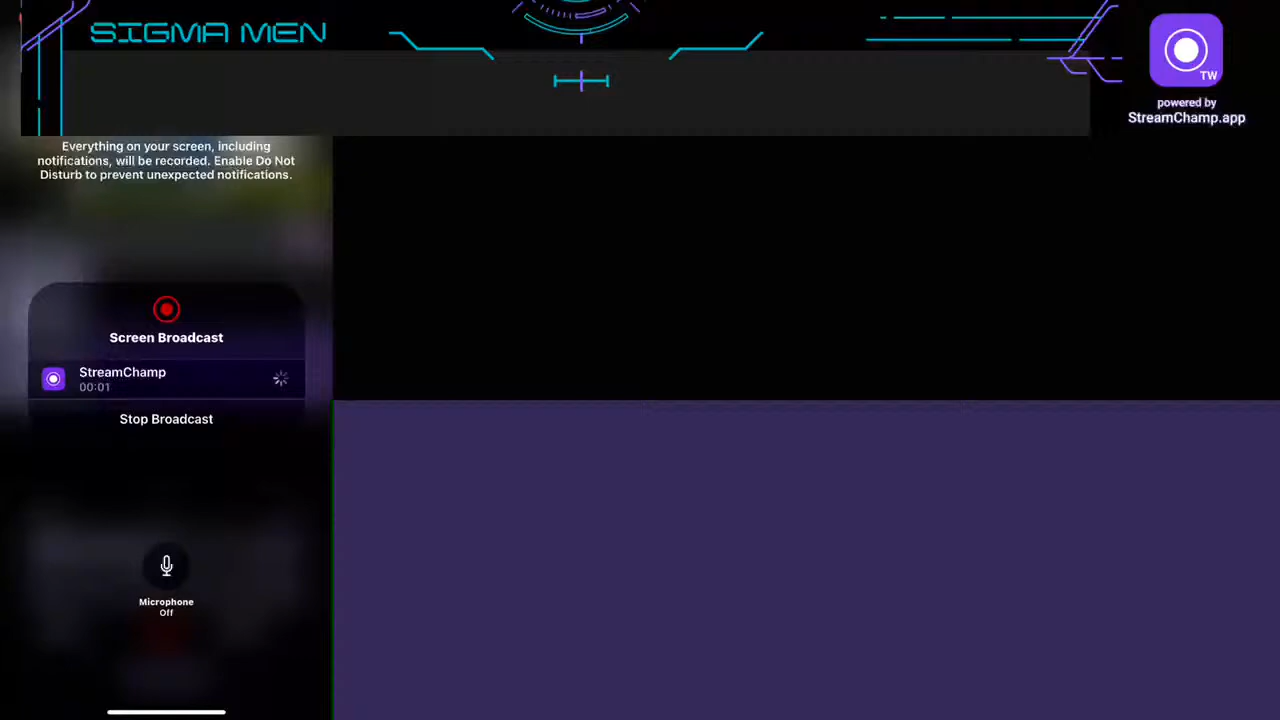 SIGMA MEN
TW
powered by
StreamChamp.app
Everything on your screen, including
notifications, will be recorded. Enable Do Not
Disturb to prevent unexpected notifications.
Screen Broadcast
StreamChamp
00:01
Stop Broadcast
Microphone
Off